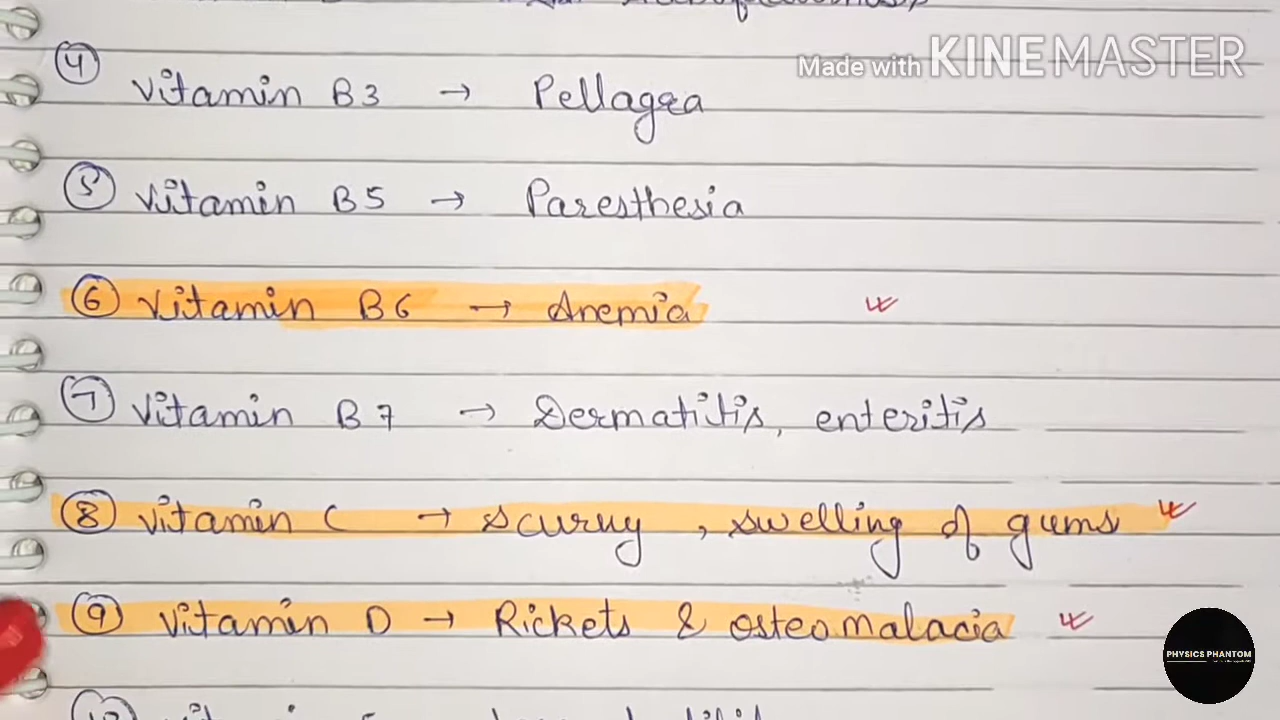 Made with KINEMASTER
④ Vitamin B3 → Pellagra
⑤ Vitamin B5 → Paresthesia
⑥ Vitamin B6 → Anemia
⑦ Vitamin B7 → Dermatitis, enteritis
⑧ Vitamin C → Scurvy, swelling of gums
⑨ Vitamin D → Rickets & osteomalacia
PHYSICS PHANTOM